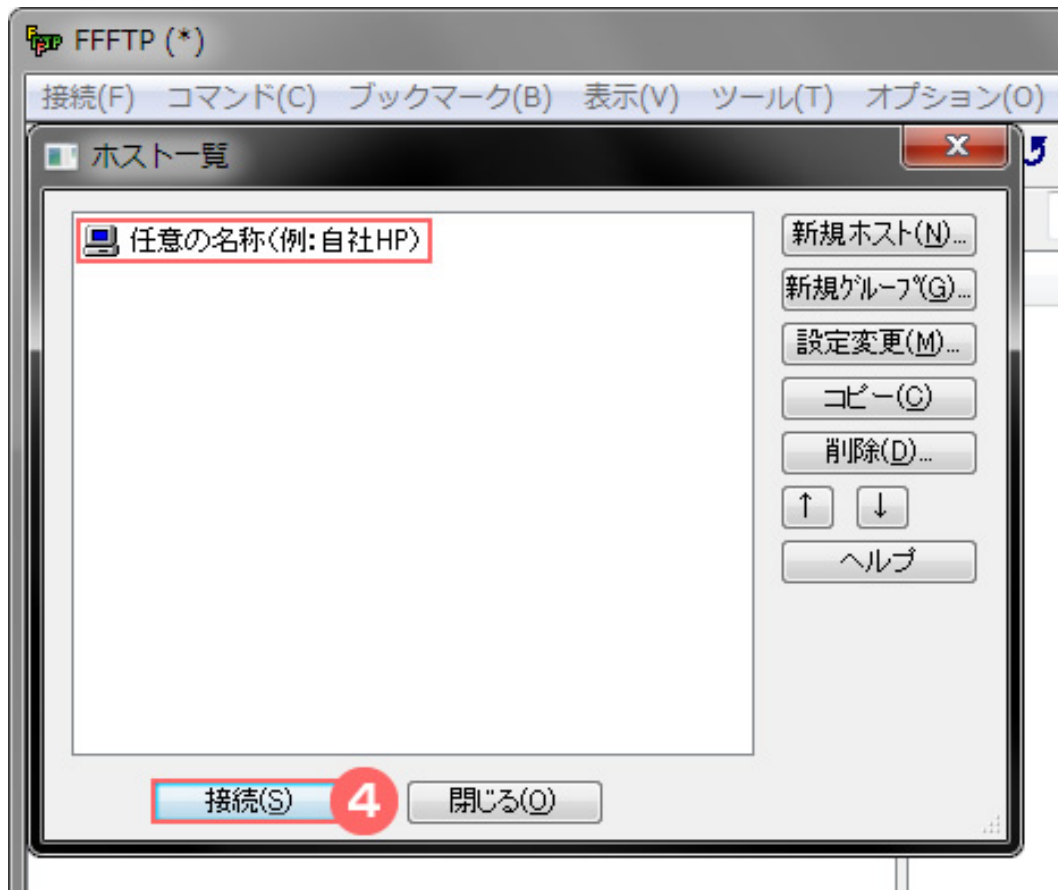 FFFTP (*)
接続(F) コマンド(C) ブックマーク(B) 表示(V) ツール(T) オプション(O)
ホスト一覧
任意の名称(例:自社HP)
新規ホスト(N)...
新規グループ(G)...
設定変更(M)...
コピー(C)
削除(D)...
↑ ↓
ヘルプ
接続(S) 4 閉じる(O)